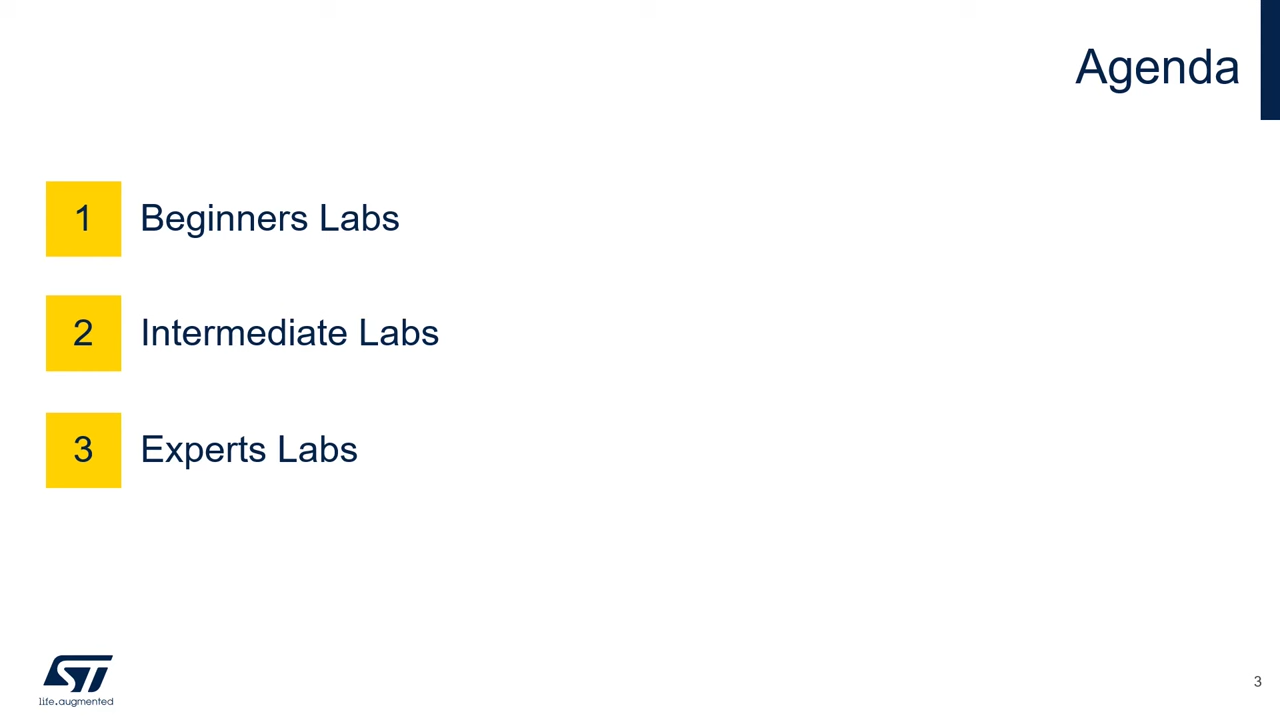 Agenda
1 Beginners Labs
2 Intermediate Labs
3 Experts Labs
ST
life.augmented
3